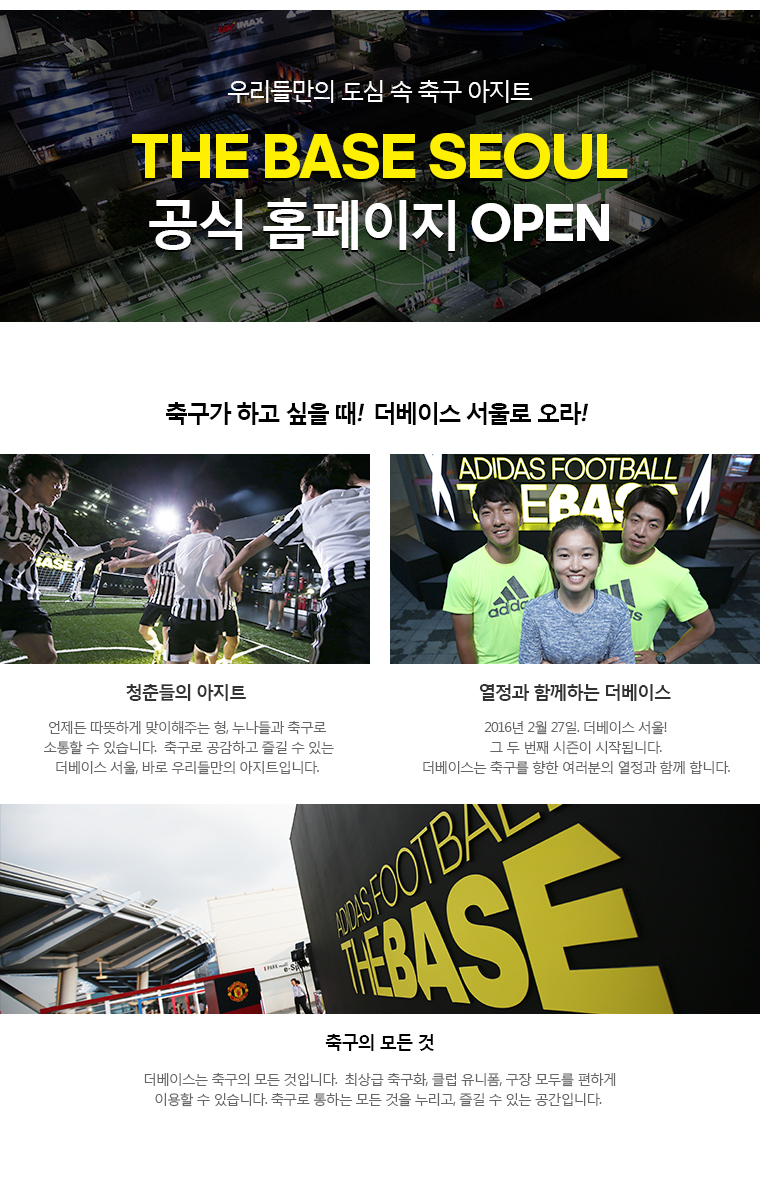 IMAX
우리들만의 도심 속 축구 아지트
THE BASE SEOUL
공식 홈페이지 OPEN
축구가 하고 싶을 때! 더베이스 서울로 오라!
Jeep
BASE
ADIDAS FOOTBALL
THE BASE
adidas
청춘들의 아지트
언제든 따뜻하게 맞이해주는 형, 누나들과 축구로
소통할 수 있습니다. 축구로 공감하고 즐길 수 있는
더베이스 서울, 바로 우리들만의 아지트입니다.
열정과 함께하는 더베이스
2016년 2월 27일. 더베이스 서울!
그 두 번째 시즌이 시작됩니다.
더베이스는 축구를 향한 여러분의 열정과 함께 합니다.
ADIDAS FOOTBALL
THE BASE
축구의 모든 것
더베이스는 축구의 모든 것입니다. 최상급 축구화, 클럽 유니폼, 구장 모두를 편하게
이용할 수 있습니다. 축구로 통하는 모든 것을 누리고, 즐길 수 있는 공간입니다.